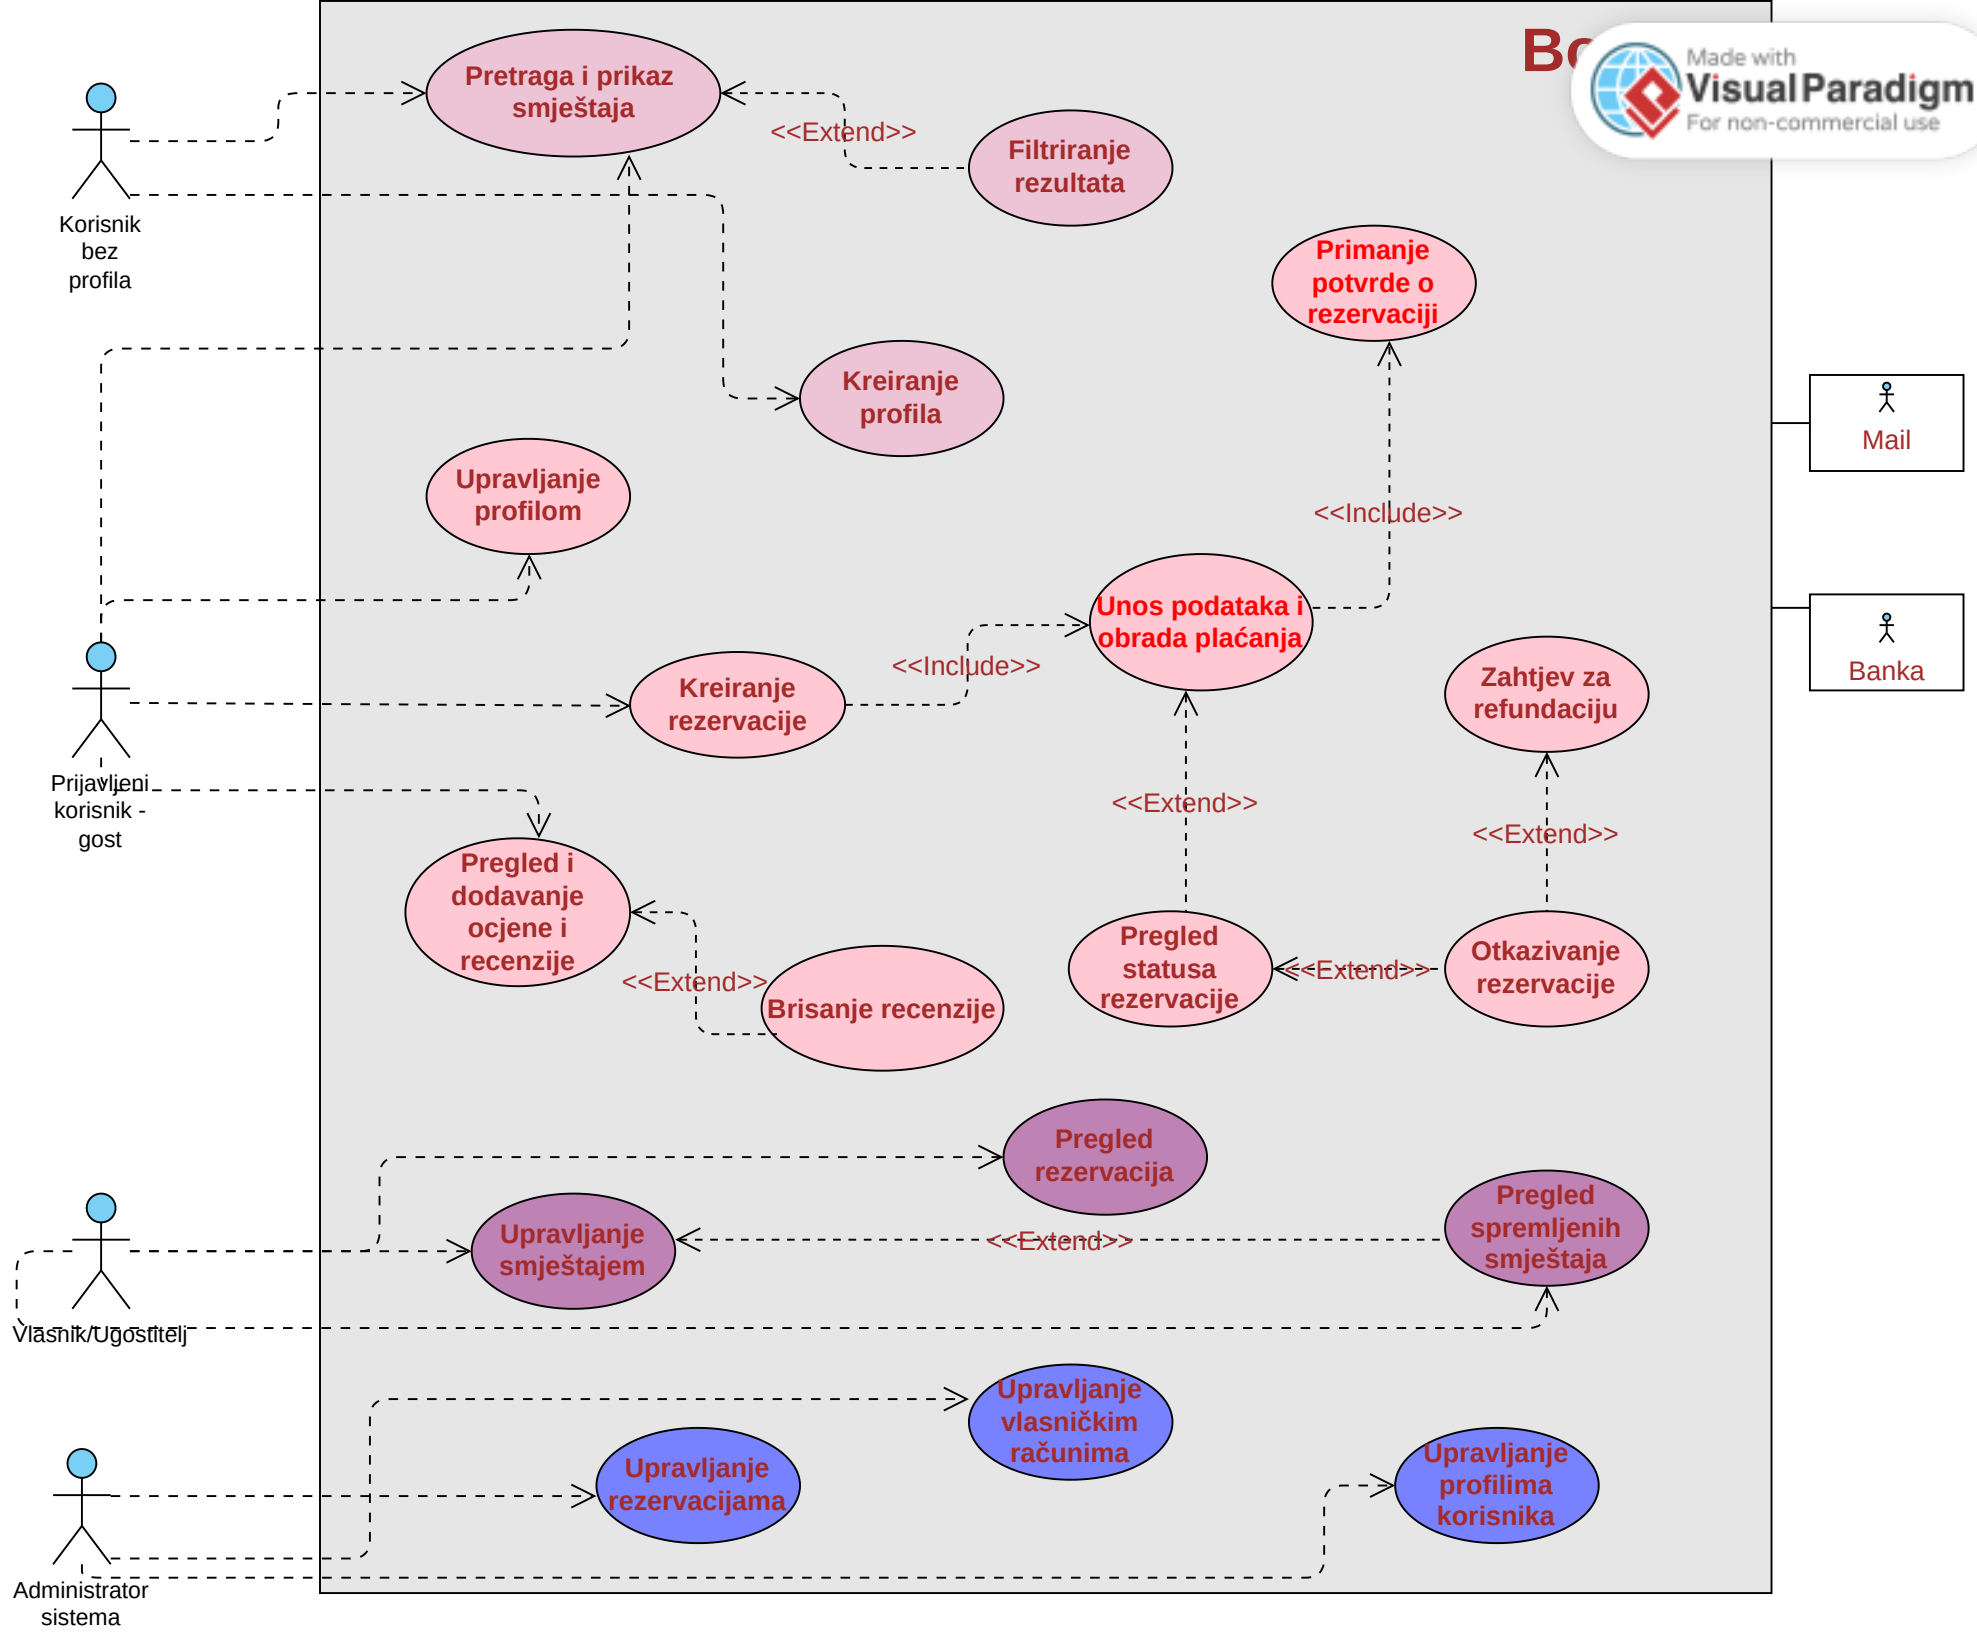 Pretraga i prikaz
smještaja
Made with
Visual Paradigm
For non-commercial use
<<Extend>>
Filtriranje
rezultata
Korisnik
bez
profila
Primanje
potvrde o
rezervaciji
Kreiranje
profila
Mail
Upravljanje
profilom
<<Include>>
Unos podataka i
obrada plaćanja
<<Include>>
Zahtjev za
refundaciju
Banka
Kreiranje
rezervacije
Prijavljeni
korisnik -
gost
<<Extend>>
<<Extend>>
Pregled i
dodavanje
ocjene i
recenzije
<<Extend>>
Brisanje recenzije
Pregled
statusa
rezervacije
<<Extend>>
Otkazivanje
rezervacije
Pregled
rezervacija
Upravljanje
smještajem
<<Extend>>
Pregled
spremljenih
smještaja
Vlasnik/Ugostitelj
Upravljanje
vlasničkim
računima
Upravljanje
rezervacijama
Upravljanje
profilima
korisnika
Administrator
sistema